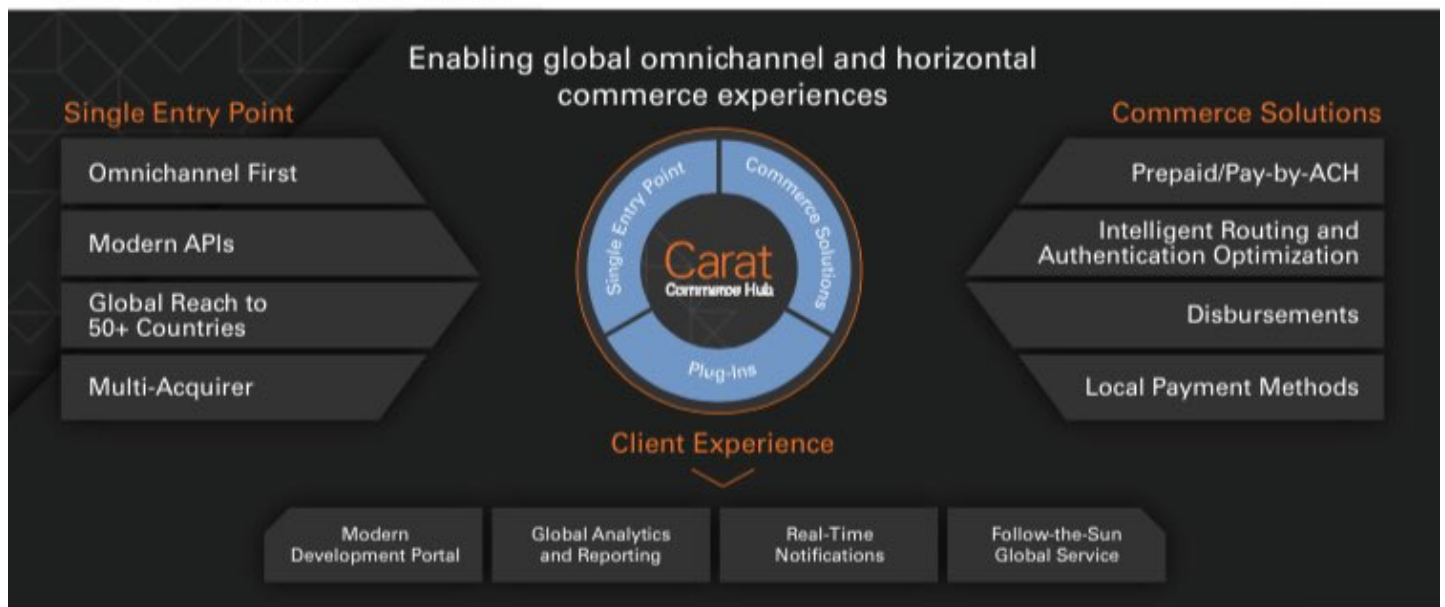 Enabling global omnichannel and horizontal
commerce experiences
Single Entry Point
Omnichannel First
Modern APIs
Global Reach to
50+ Countries
Multi-Acquirer
Single Entry Point
Commerce Solutions
Plug-Ins
Carat
Commerce Hub
Commerce Solutions
Prepaid/Pay-by-ACH
Intelligent Routing and
Authentication Optimization
Disbursements
Local Payment Methods
Client Experience
Modern
Development Portal
Global Analytics
and Reporting
Real-Time
Notifications
Follow-the-Sun
Global Service